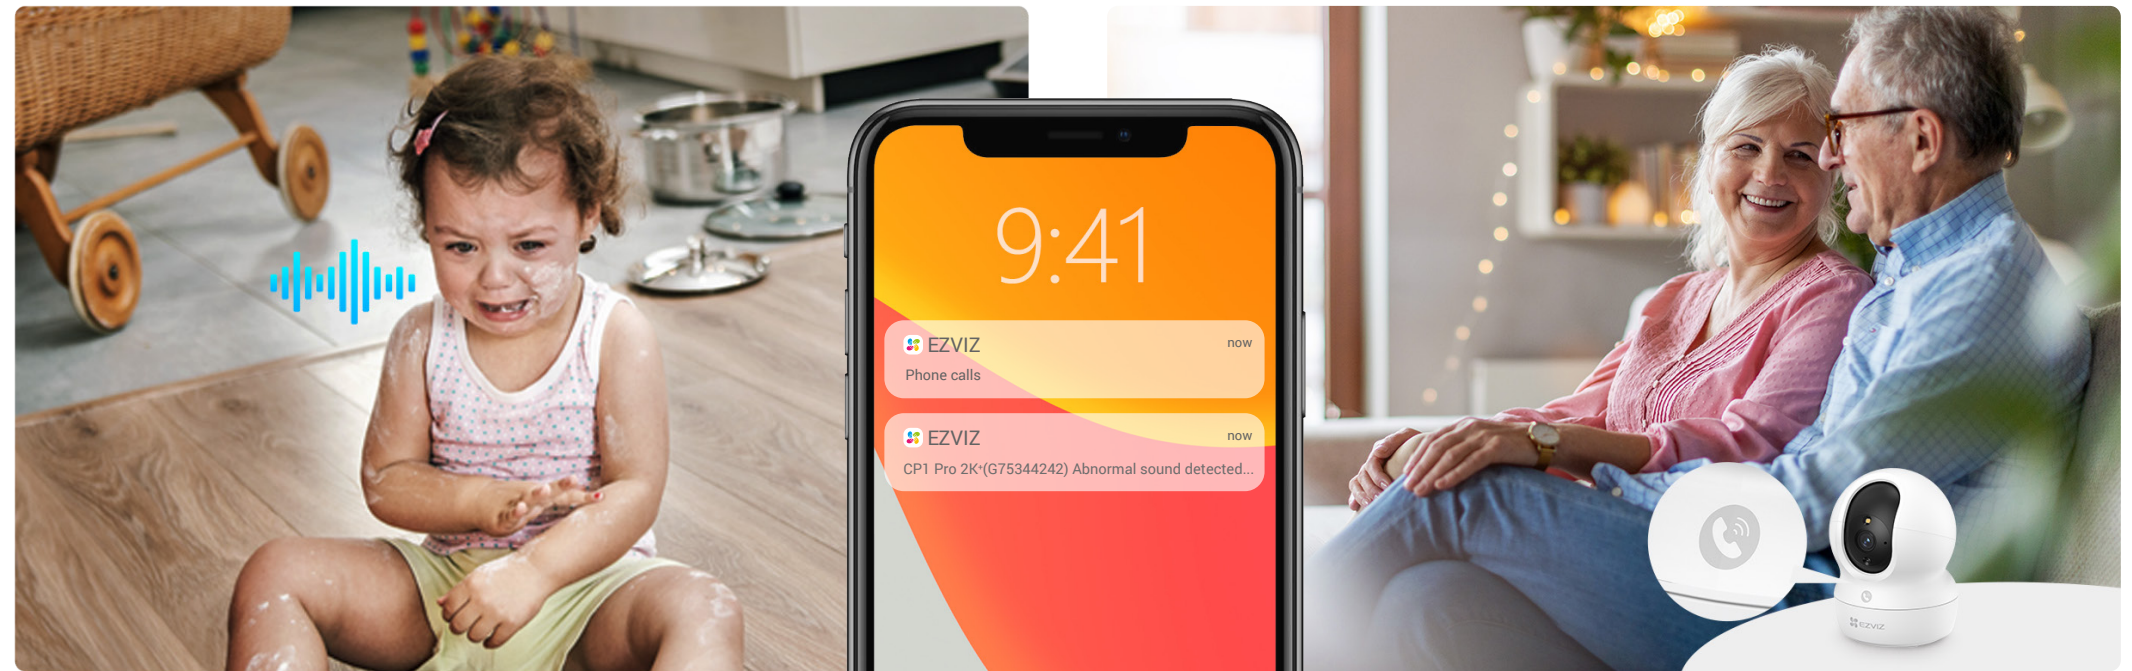 9:41
EZVIZ now
Phone calls
EZVIZ now
CP1 Pro 2K⁺(G75344242) Abnormal sound detected...
EZVIZ